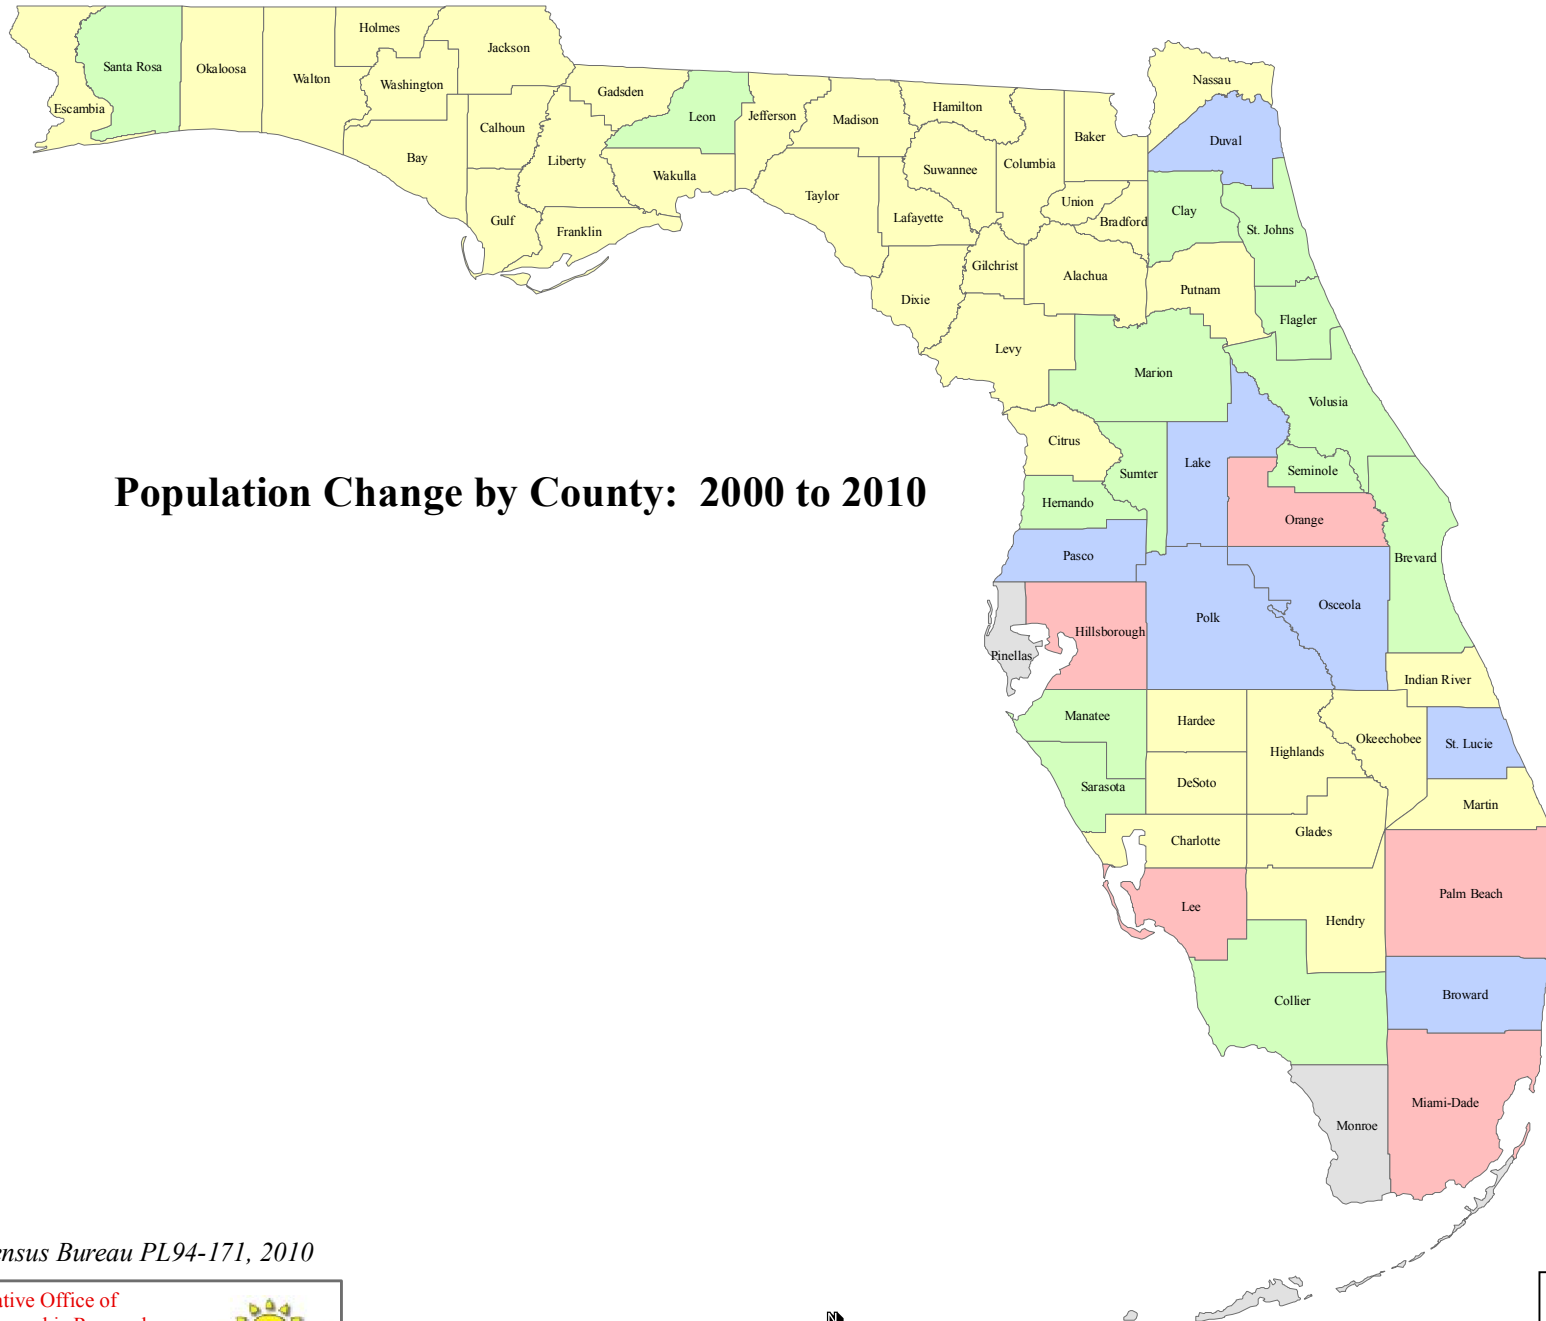 Holmes
Jackson
Santa Rosa
Okaloosa
Walton
Washington
Nassau
Gadsden
Escambia
Hamilton
Leon
Jefferson
Madison
Calhoun
Baker
Duval
Bay
Liberty
Columbia
Suwannee
Wakulla
Taylor
Union
Clay
Lafayette
Gulf
Bradford
Franklin
St. Johns
Gilchrist
Alachua
Putnam
Dixie
Flagler
Levy
Marion
Volusia
Citrus
Lake
Seminole
Sumter
Population Change by County: 2000 to 2010
Hernando
Orange
Pasco
Brevard
Osceola
Polk
Hillsborough
Pinellas
Indian River
Manatee
Hardee
Okeechobee
St. Lucie
Highlands
DeSoto
Sarasota
Martin
Glades
Charlotte
Palm Beach
Lee
Hendry
Broward
Collier
Miami-Dade
Monroe
Bureau PL94-171, 2010
Office of
N